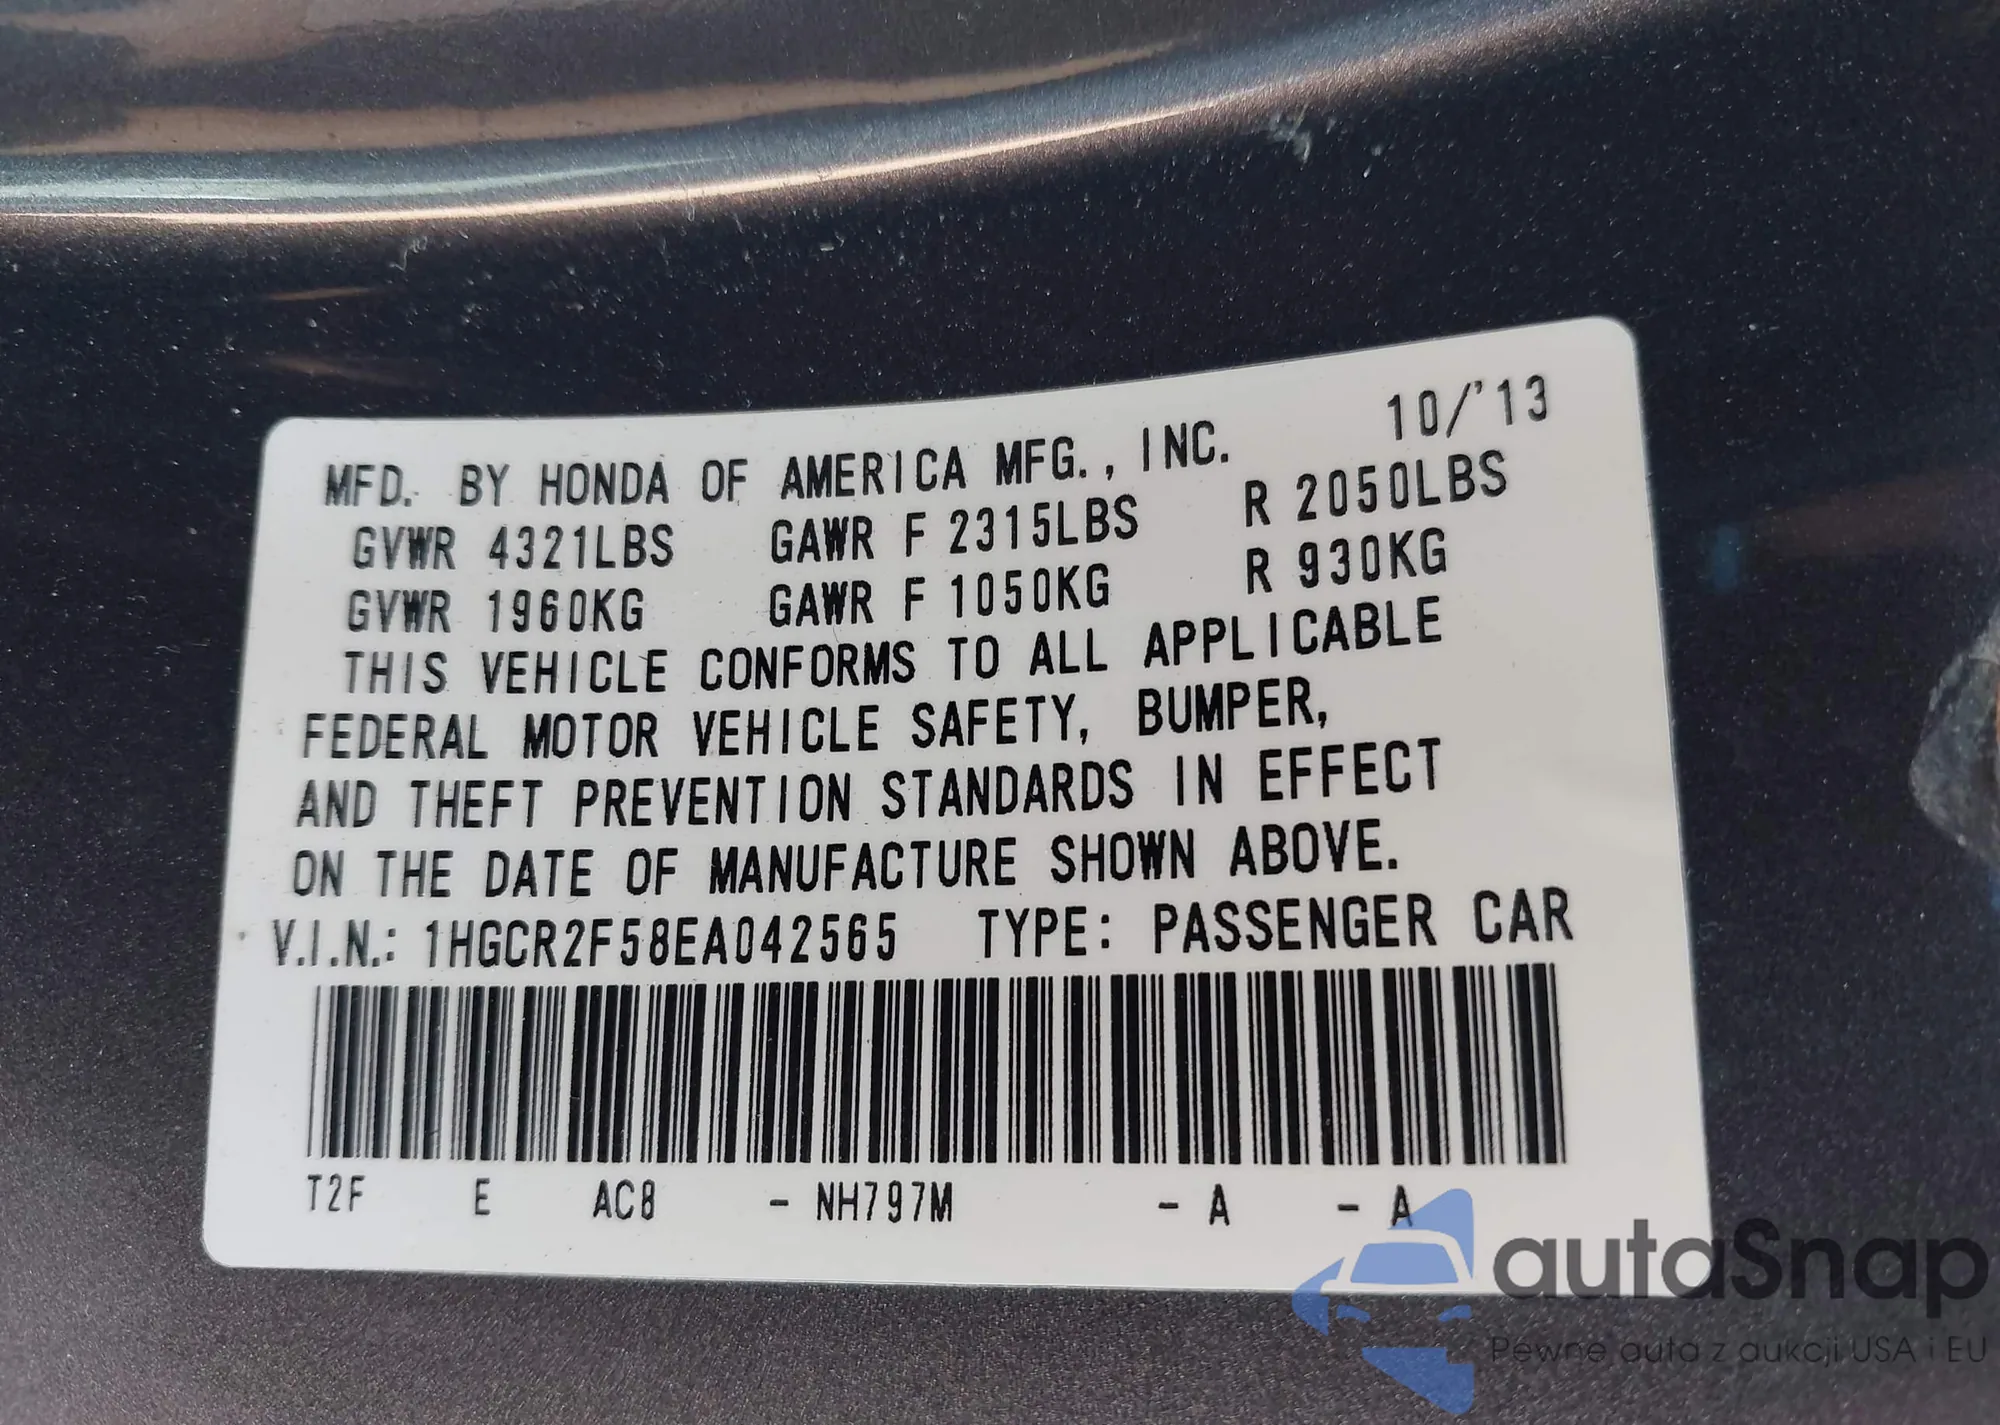 MFD. BY HONDA OF AMERICA MFG., INC. 10/'13
GVWR 4321LBS GAWR F 2315LBS R 2050LBS
GVWR 1960KG GAWR F 1050KG R 930KG
THIS VEHICLE CONFORMS TO ALL APPLICABLE
FEDERAL MOTOR VEHICLE SAFETY, BUMPER,
AND THEFT PREVENTION STANDARDS IN EFFECT
ON THE DATE OF MANUFACTURE SHOWN ABOVE.
V.I.N.: 1HGCR2F58EA042565 TYPE: PASSENGER CAR
T2F E AC8 - NH797M - A - A
autaSnap
Pewne auta z aukcji USA i EU